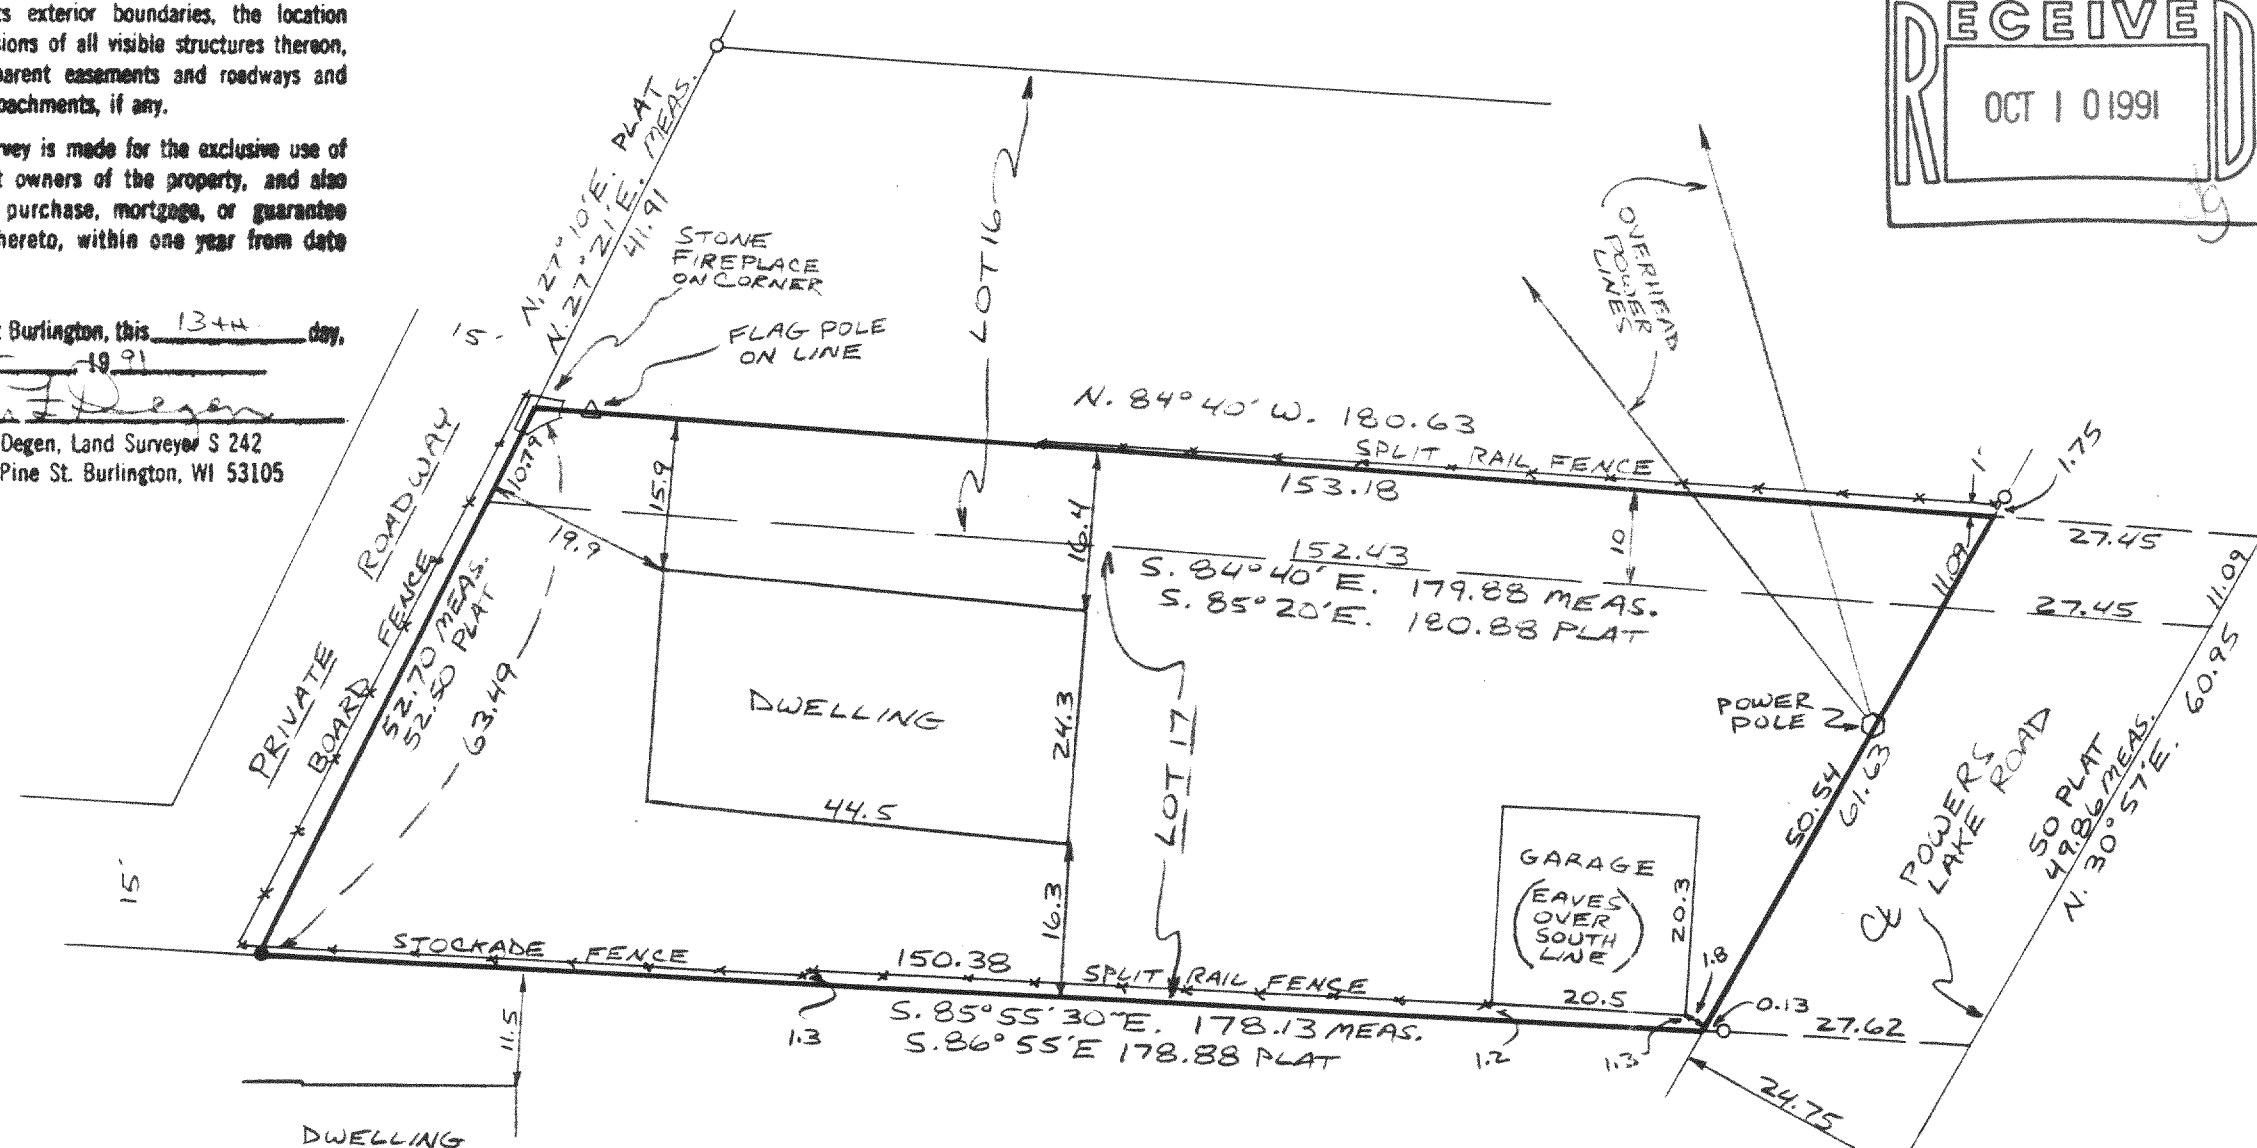 ts exterior boundaries, the location
sions of all visible structures thereon,
parent easements and roadways and
oachments, if any.
rvey is made for the exclusive use of
t owners of the property, and also
purchase, mortgage, or guarantee
hereto, within one year from date
t Burlington, this 13th day,
1991
Degen, Land Surveyor S 242
Pine St. Burlington, WI 53105
RECEIVED
OCT 10 1991
N. 27° 10' E. PLAT
N. 27° 21' E. MEAS.
41.91
STONE
FIREPLACE
ON CORNER
FLAG POLE
ON LINE
LOT 16
OVERHEAD
POWER
LINES
15'
N. 84° 40' W. 180.63
SPLIT RAIL FENCE
153.18
1'
1.75
10.79
15.9
19.9
16.4
10
11.09
27.45
152.43
S. 84° 40' E. 179.88 MEAS.
S. 85° 20' E. 180.88 PLAT
27.45
11.09
PRIVATE ROADWAY
BOARD FENCE
52.70 MEAS.
52.50 PLAT
63.49
DWELLING
24.3
44.5
LOT 17
POWER
POLE
50.54
61.63
POWERS
LAKE ROAD
50 PLAT
49.86 MEAS.
N. 30° 57' E. 60.95
GARAGE
(EAVES
OVER
SOUTH
LINE)
20.3
20.5
1.8
0.13
27.62
15'
16.3
STOCKADE FENCE
150.38
SPLIT RAIL FENCE
S. 85° 55' 30" E. 178.13 MEAS.
S. 86° 55' E 178.88 PLAT
1.3
1.2
1.3
24.75
11.5
DWELLING